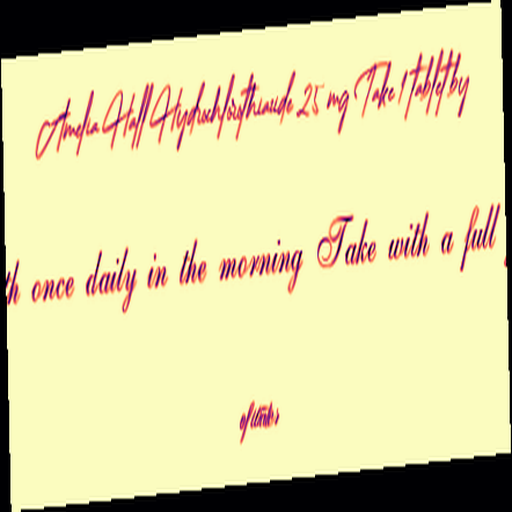 Amelia Hall Hydrochlorothiazide 25 mg Take 1 tablet by
th once daily in the morning Take with a full
of water